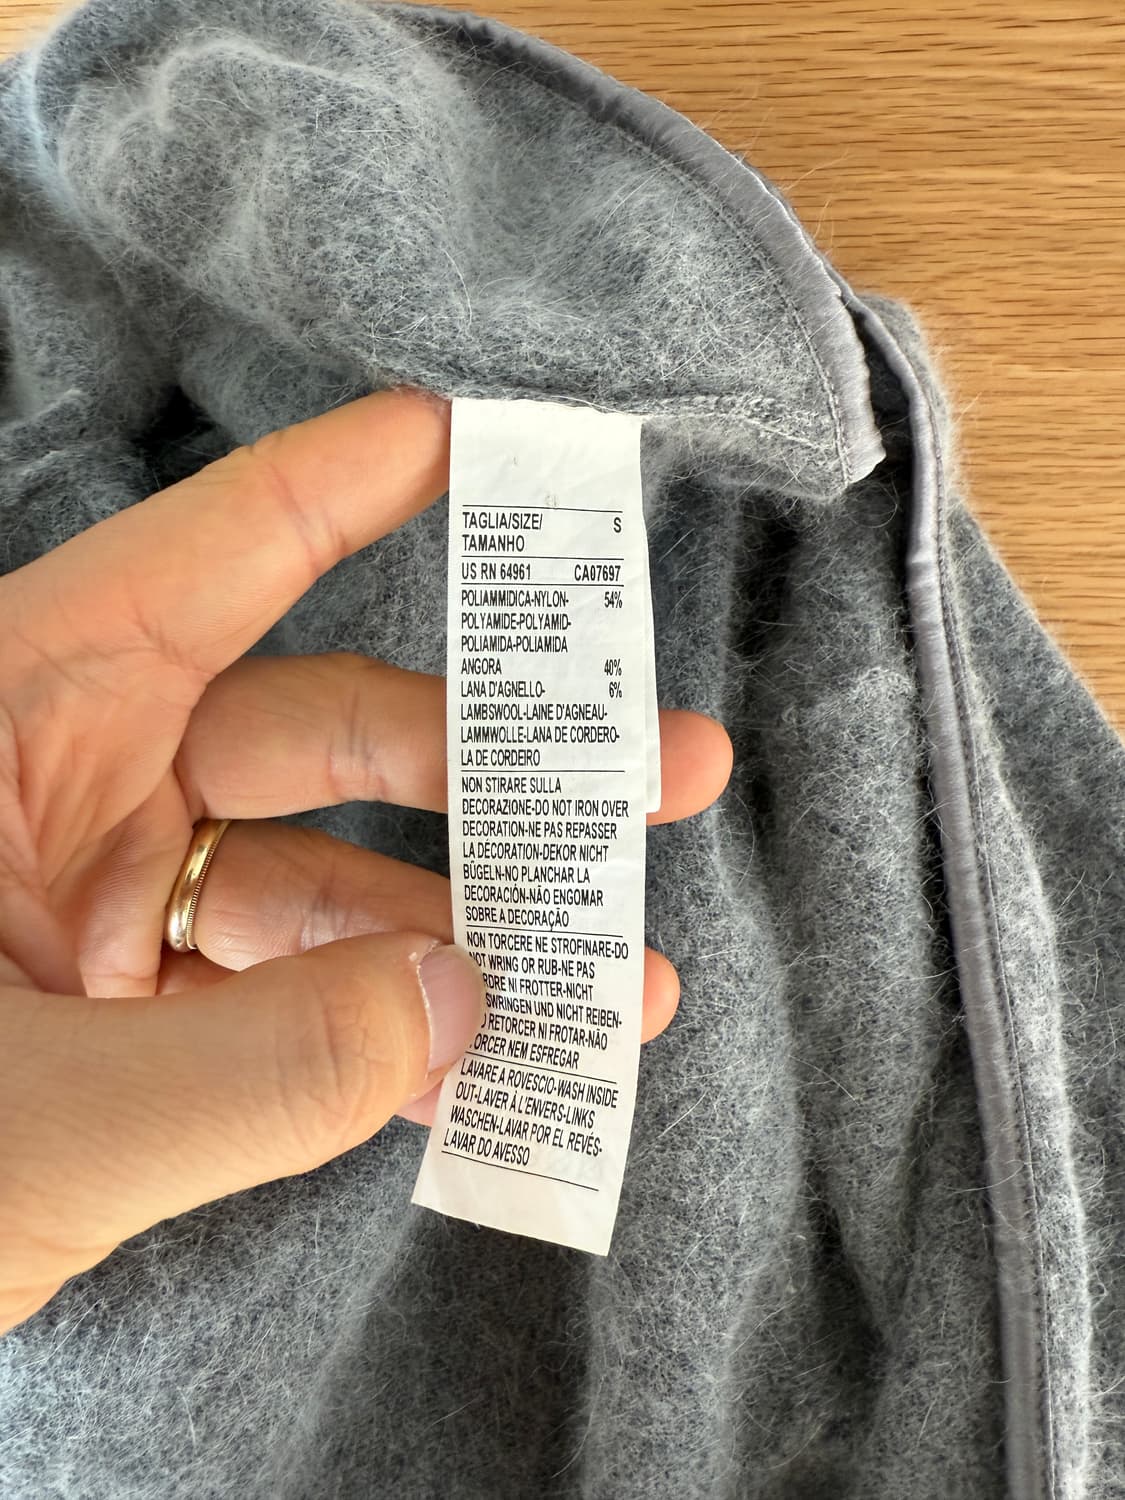 TAGLIA/SIZE/ S
TAMANHO
US RN 64961 CA07697
POLIAMMIDICA-NYLON- 54%
POLYAMIDE-POLYAMID-
POLIAMIDA-POLIAMIDA
ANGORA 40%
LANA D'AGNELLO- 6%
LAMBSWOOL-LAINE D'AGNEAU-
LAMMWOLLE-LANA DE CORDERO-
LA DE CORDEIRO
NON STIRARE SULLA
DECORAZIONE-DO NOT IRON OVER
DECORATION-NE PAS REPASSER
LA DÉCORATION-DEKOR NICHT
BÜGELN-NO PLANCHAR LA
DECORACIÓN-NÃO ENGOMAR
SOBRE A DECORAÇÃO
NON TORCERE NE STROFINARE-DO
NOT WRING OR RUB-NE PAS
RDRE NI FROTTER-NICHT
SWRINGEN UND NICHT REIBEN-
RETORCER NI FROTAR-NÃO
ORCER NEM ESFREGAR
LAVARE A ROVESCIO-WASH INSIDE
OUT-LAVER À L'ENVERS-LINKS
WASCHEN-LAVAR POR EL REVÉS-
LAVAR DO AVESSO